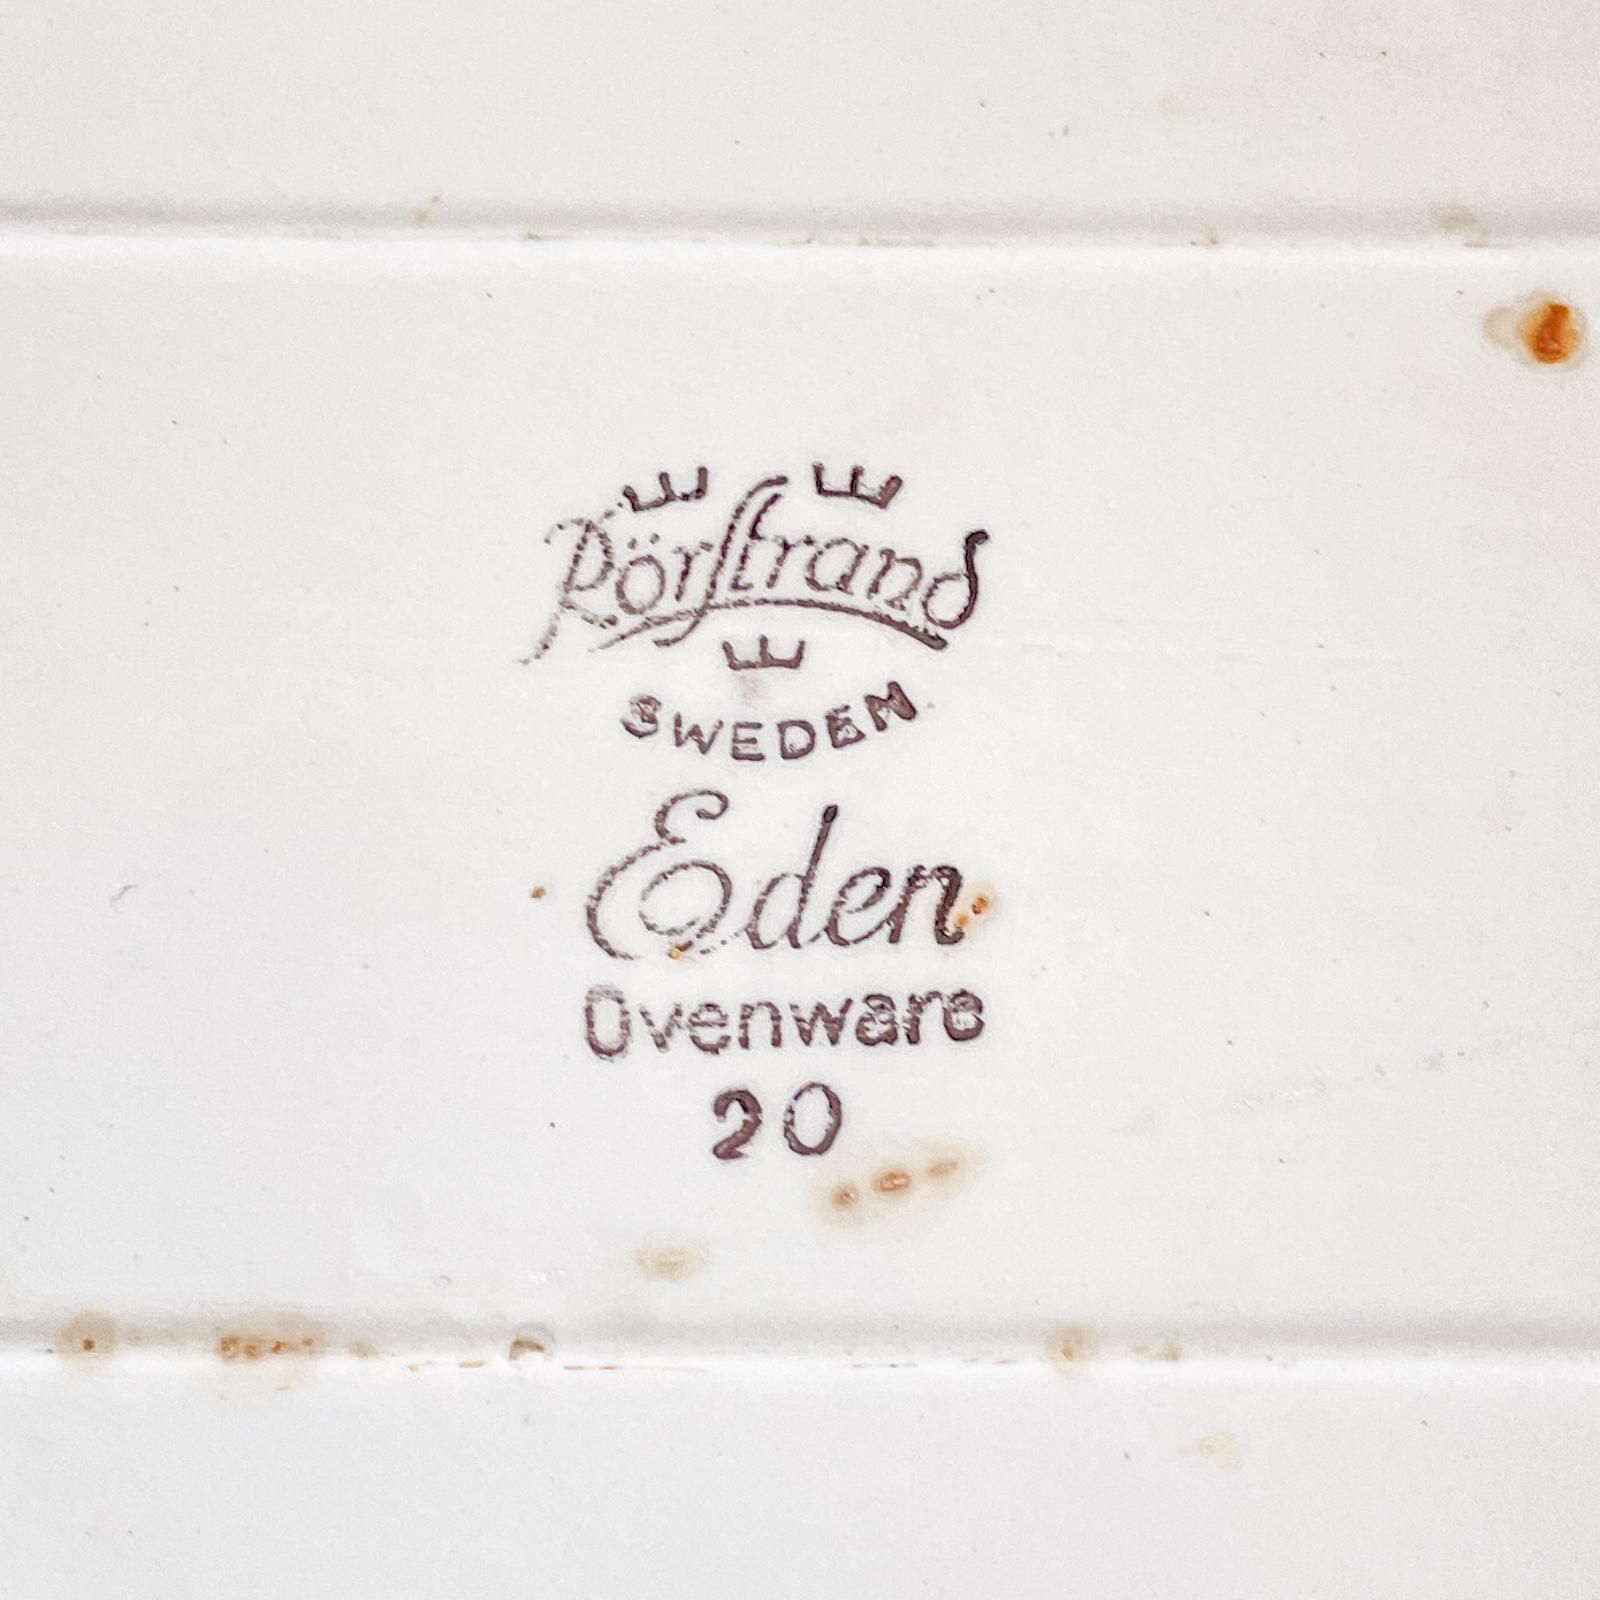 Rörstrand
SWEDEN
Eden
Ovenware
20